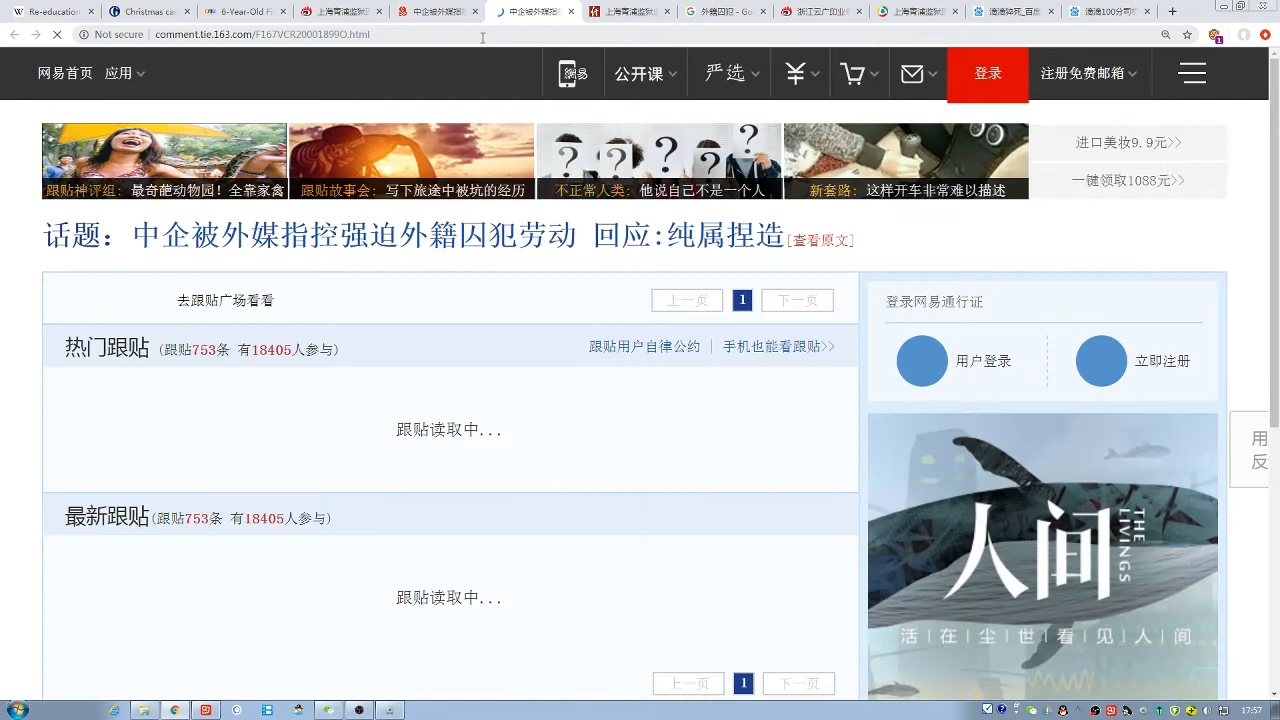 Re-education
Christmas car
6-Year-Old Fl
上海青浦监狱
中企被外媒指
中企被外媒指控
上海青浦监狱
外籍囚犯 - Go
浙江云广印业
上海青浦监狱
滴滴猝死_百度
滴滴100公司
Not secure
comment.tie.163.com/F167VCR20001899O.html
网易首页 应用
網易
公开课
严选
登录
注册免费邮箱
跟贴神评组: 最奇葩动物园！全靠家禽
跟贴故事会: 写下旅途中被坑的经历
不正常人类: 他说自己不是一个人
新套路: 这样开车非常难以描述
进口美妆9.9元>>
一键领取1088元>>
话题: 中企被外媒指控强迫外籍囚犯劳动 回应:纯属捏造[查看原文]
去跟贴广场看看
上一页 1 下一页
登录网易通行证
热门跟贴 (跟贴753条 有18405人参与)
跟贴用户自律公约 | 手机也能看跟贴>>
用户登录
立即注册
跟贴读取中...
用
反
最新跟贴(跟贴753条 有18405人参与)
跟贴读取中...
人间
THE LIVINGS
活|在|尘|世|看|见|人|间
上一页 1 下一页
17:57